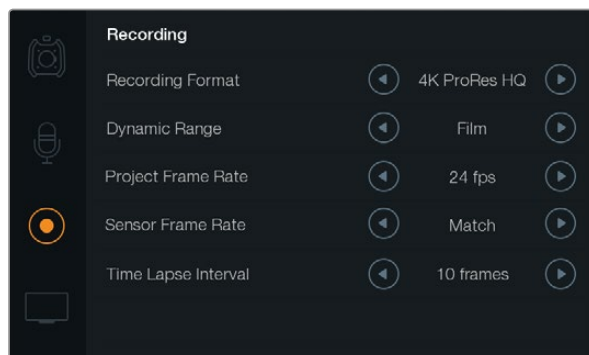 Recording
Recording Format 4K ProRes HQ
Dynamic Range Film
Project Frame Rate 24 fps
Sensor Frame Rate Match
Time Lapse Interval 10 frames